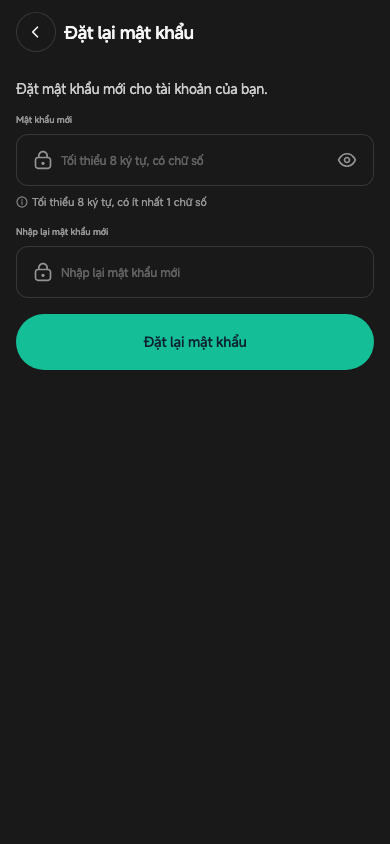 Đặt lại mật khẩu
Đặt mật khẩu mới cho tài khoản của bạn.
Mật khẩu mới
Tối thiểu 8 ký tự, có chữ số
Tối thiểu 8 ký tự, có ít nhất 1 chữ số
Nhập lại mật khẩu mới
Nhập lại mật khẩu mới
Đặt lại mật khẩu